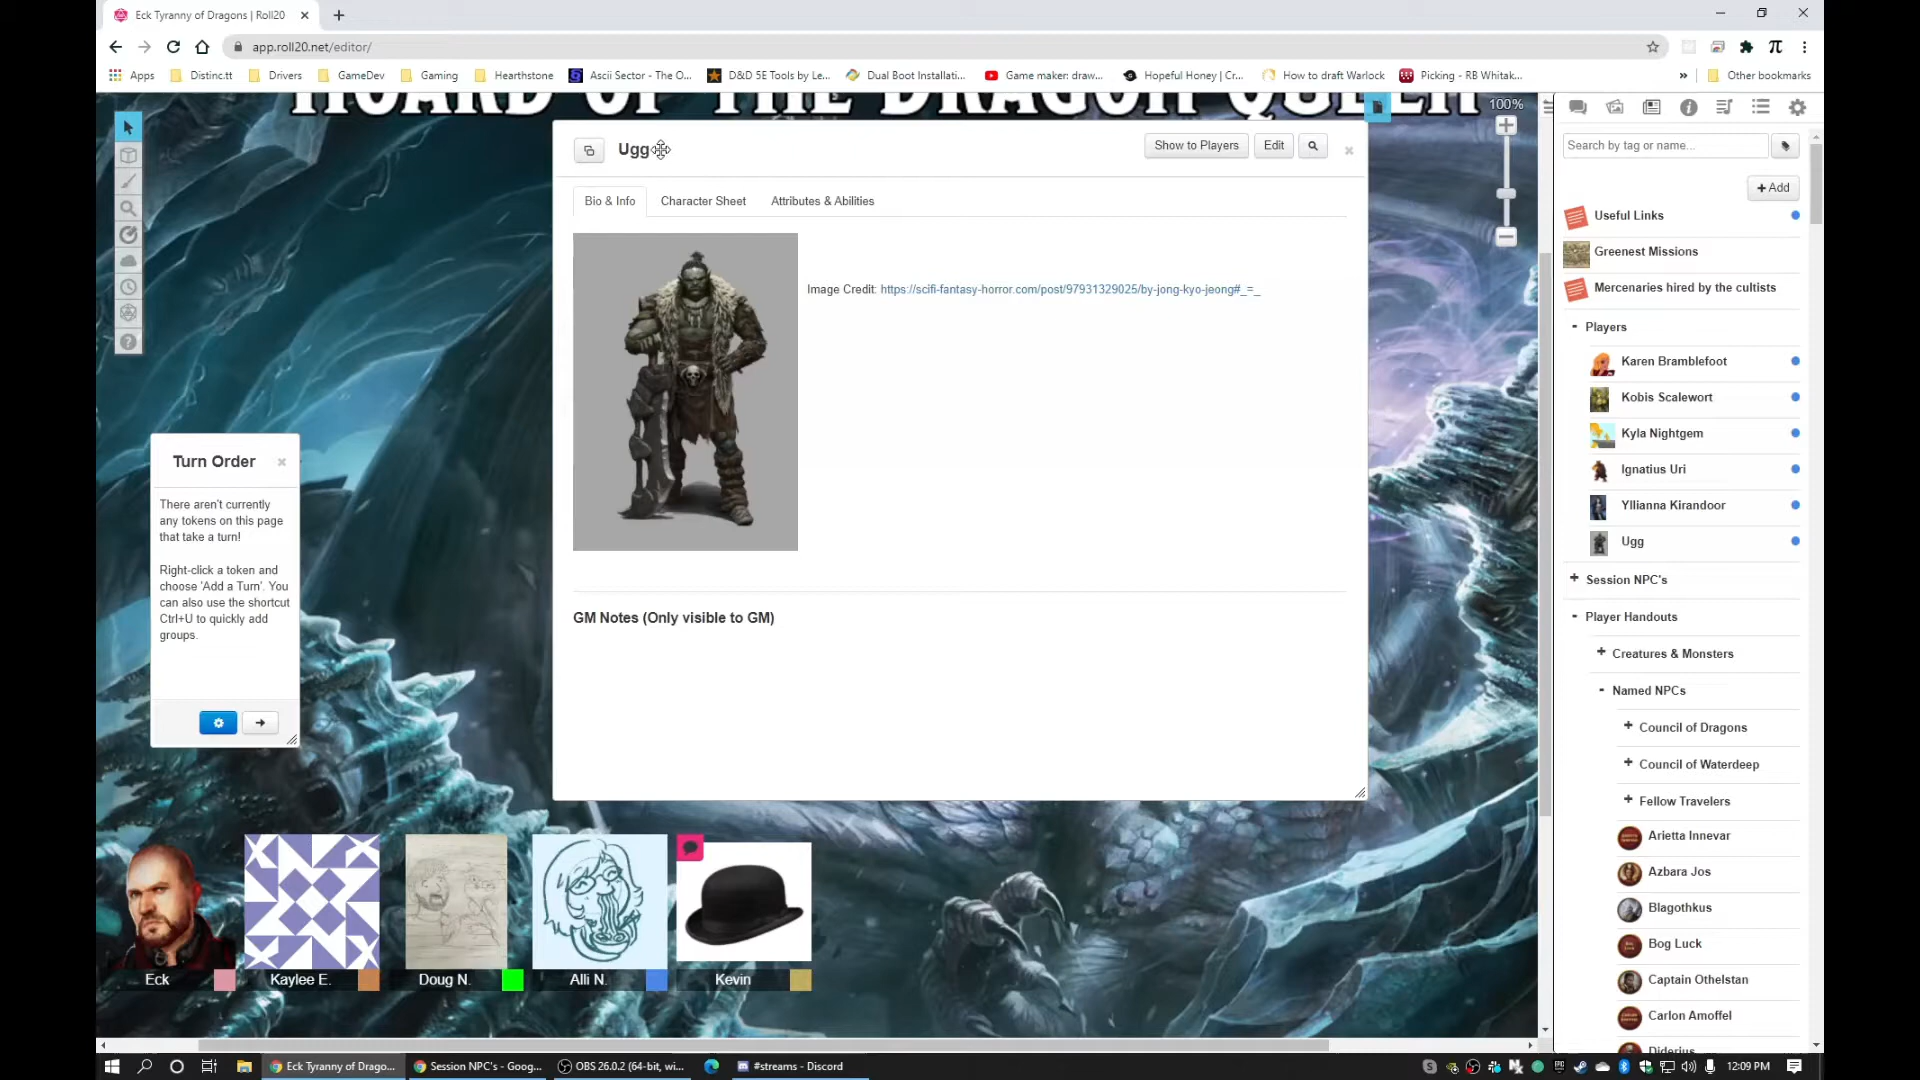 Eck Tyranny of Dragons | Roll20
app.roll20.net/editor/
Apps
Distinc.tt
Drivers
GameDev
Gaming
Hearthstone
Ascii Sector - The O...
D&D 5E Tools by Le...
Dual Boot Installati...
Game maker: draw...
Hopeful Honey | Cr...
How to draft Warlock
Picking - RB Whitak...
»
Other bookmarks
HOARD OF THE DRAGON QUEEN
100%
Ugg
Show to Players
Edit
Bio & Info
Character Sheet
Attributes & Abilities
Image Credit: https://scifi-fantasy-horror.com/post/97931329025/by-jong-kyo-jeong#_=_
GM Notes (Only visible to GM)
Turn Order
There aren't currently
any tokens on this page
that take a turn!
Right-click a token and
choose 'Add a Turn'. You
can also use the shortcut
Ctrl+U to quickly add
groups.
Search by tag or name...
+ Add
Useful Links
Greenest Missions
Mercenaries hired by the cultists
- Players
Karen Bramblefoot
Kobis Scalewort
Kyla Nightgem
Ignatius Uri
Yllianna Kirandoor
Ugg
+ Session NPC's
- Player Handouts
+ Creatures & Monsters
- Named NPCs
+ Council of Dragons
+ Council of Waterdeep
+ Fellow Travelers
Arietta Innevar
Azbara Jos
Blagothkus
Bog Luck
Captain Othelstan
Carlon Amoffel
Diderius
Eck
Kaylee E.
Doug N.
Alli N.
Kevin
Eck Tyranny of Drago...
Session NPC's - Goog...
OBS 26.0.2 (64-bit, wi...
#streams - Discord
12:09 PM